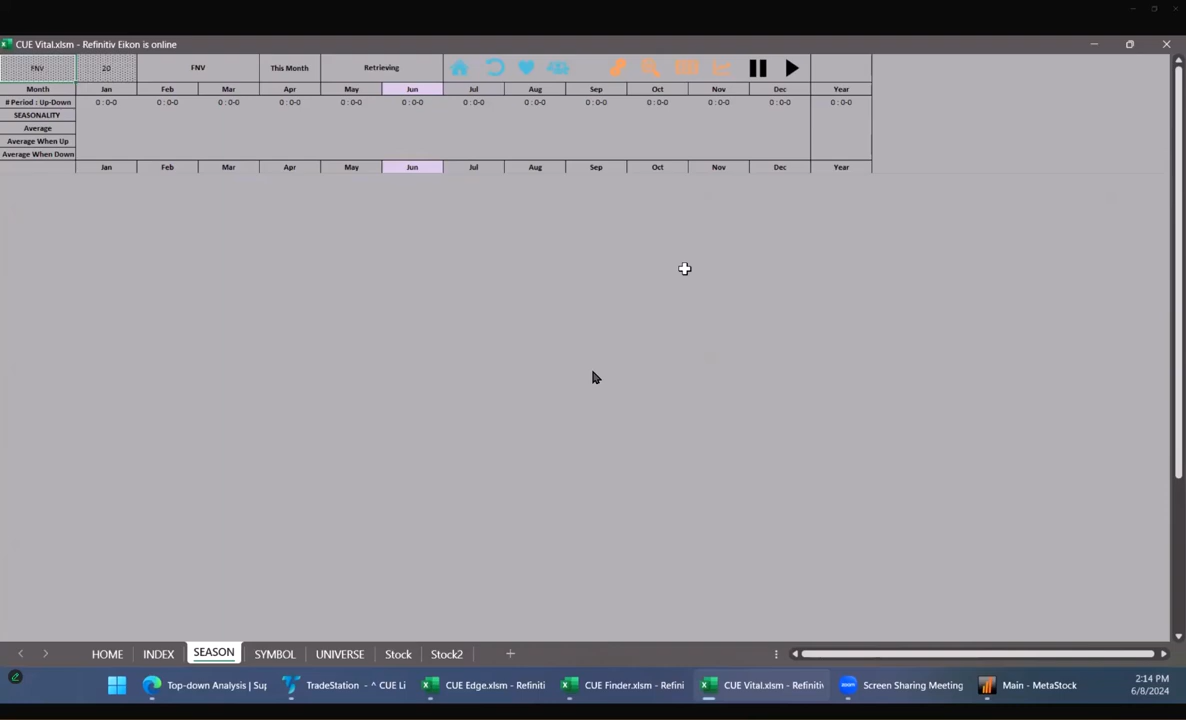 CUE Vital.xlsm - Refinitiv Eikon is online
FNV 20 FNV This Month Retrieving
Month Jan Feb Mar Apr May Jun Jul Aug Sep Oct Nov Dec Year
# Period : Up-Down 0 : 0-0 0 : 0-0 0 : 0-0 0 : 0-0 0 : 0-0 0 : 0-0 0 : 0-0 0 : 0-0 0 : 0-0 0 : 0-0 0 : 0-0 0 : 0-0 0 : 0-0
SEASONALITY
Average
Average When Up
Average When Down
Jan Feb Mar Apr May Jun Jul Aug Sep Oct Nov Dec Year
HOME INDEX SEASON SYMBOL UNIVERSE Stock Stock2
Top-down Analysis | Sup TradeStation - ^ CUE Li CUE Edge.xlsm - Refiniti CUE Finder.xlsm - Refini CUE Vital.xlsm - Refinitiv Screen Sharing Meeting Main - MetaStock 2:14 PM
6/8/2024